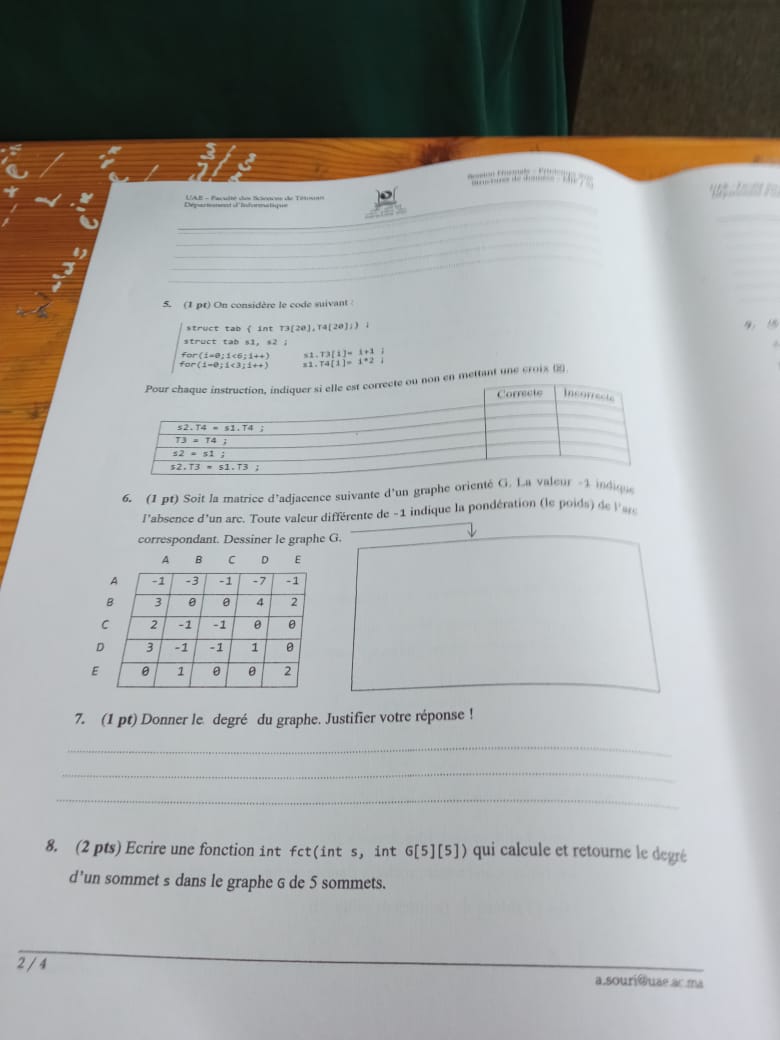 UAE – Faculté des Sciences de Tétouan
Département d'Informatique
5. (1 pt) On considère le code suivant :
struct tab { int T3[20],T4[20];} ;
struct tab s1, s2 ;
for(i=0;i<6;i++) s1.T3[i]= i+1 ;
for(i=0;i<3;i++) s1.T4[i]= i*2 ;
Pour chaque instruction, indiquer si elle est correcte ou non en mettant une croix
Correcte Incorrecte
s2.T4 = s1.T4 ;
T3 = T4 ;
s2 = s1 ;
s2.T3 = s1.T3 ;
6. (1 pt) Soit la matrice d'adjacence suivante d'un graphe orienté G. La valeur -1 indique
l'absence d'un arc. Toute valeur différente de -1 indique la pondération (le poids) de l'arc
correspondant. Dessiner le graphe G.
A B C D E
A -1 -3 -1 -7 -1
B 3 0 0 4 2
C 2 -1 -1 0 0
D 3 -1 -1 1 0
E 0 1 0 0 2
7. (1 pt) Donner le degré du graphe. Justifier votre réponse !
8. (2 pts) Ecrire une fonction int fct(int s, int G[5][5]) qui calcule et retourne le degré
d'un sommet s dans le graphe G de 5 sommets.
2 / 4
a.souri@uae.ac.ma
9.